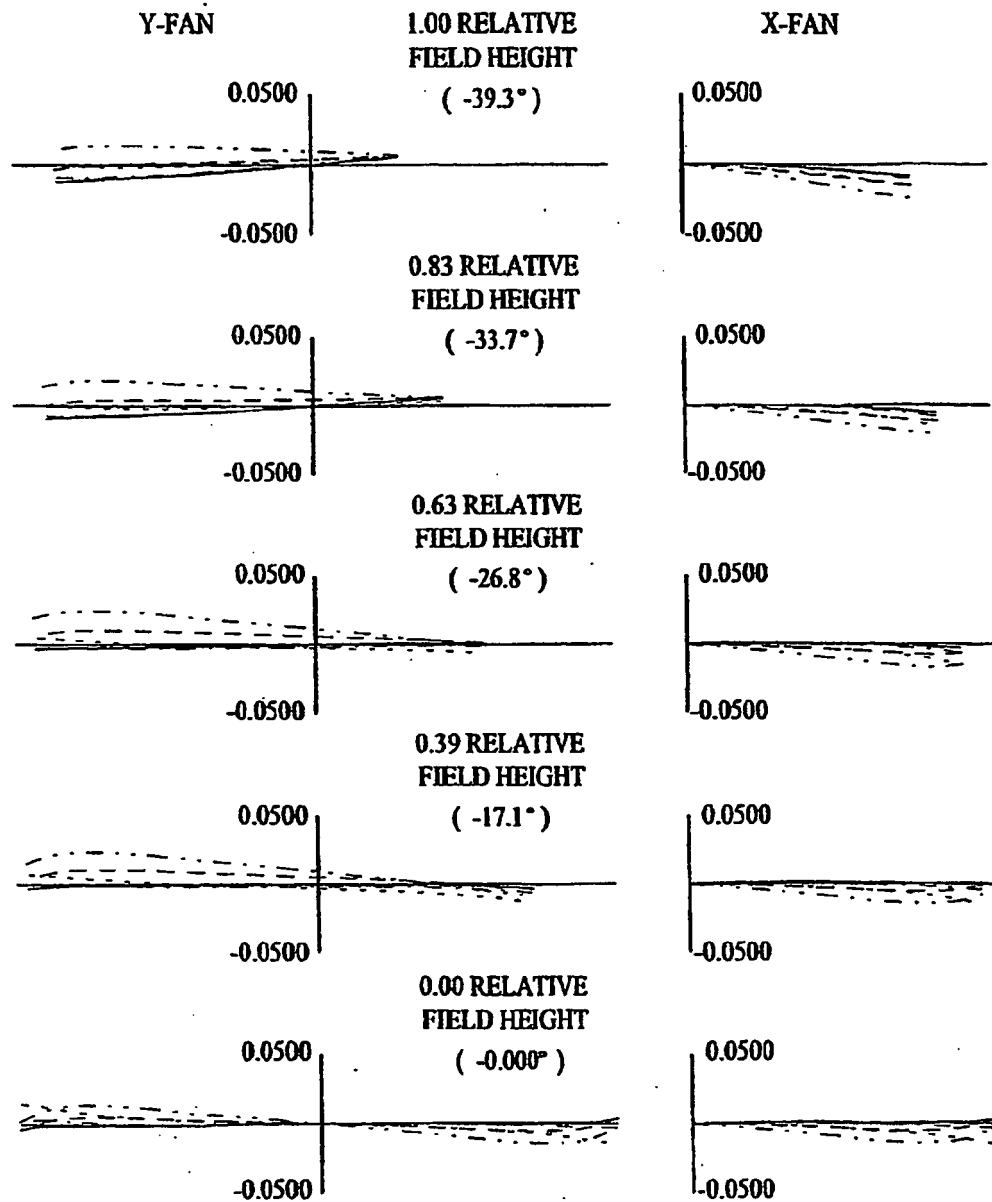 Y-FAN
1.00 RELATIVE
FIELD HEIGHT
( -39.3° )
X-FAN
0.0500
-0.0500
0.0500
-0.0500
0.83 RELATIVE
FIELD HEIGHT
( -33.7° )
0.0500
-0.0500
0.0500
-0.0500
0.63 RELATIVE
FIELD HEIGHT
( -26.8° )
0.0500
-0.0500
0.0500
-0.0500
0.39 RELATIVE
FIELD HEIGHT
( -17.1° )
0.0500
-0.0500
0.0500
-0.0500
0.00 RELATIVE
FIELD HEIGHT
( -0.000° )
0.0500
-0.0500
0.0500
-0.0500